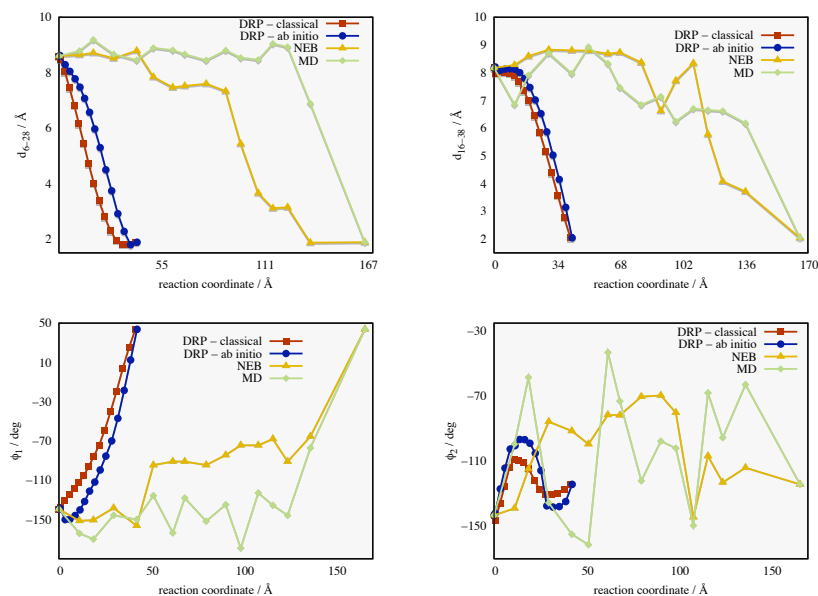 10
9
8
7
6
5
4
3
2
d6–28 / Å
55
111
167
reaction coordinate / Å
DRP – classical
DRP – ab initio
NEB
MD
10
9
8
7
6
5
4
3
2
d16–38 / Å
0
34
68
102
136
170
reaction coordinate / Å
DRP – classical
DRP – ab initio
NEB
MD
50
10
−30
−70
−110
−150
ϕ1 / deg
0
50
100
150
reaction coordinate / Å
DRP – classical
DRP – ab initio
NEB
MD
−30
−70
−110
−150
ϕ2 / deg
0
50
100
150
reaction coordinate / Å
DRP – classical
DRP – ab initio
NEB
MD